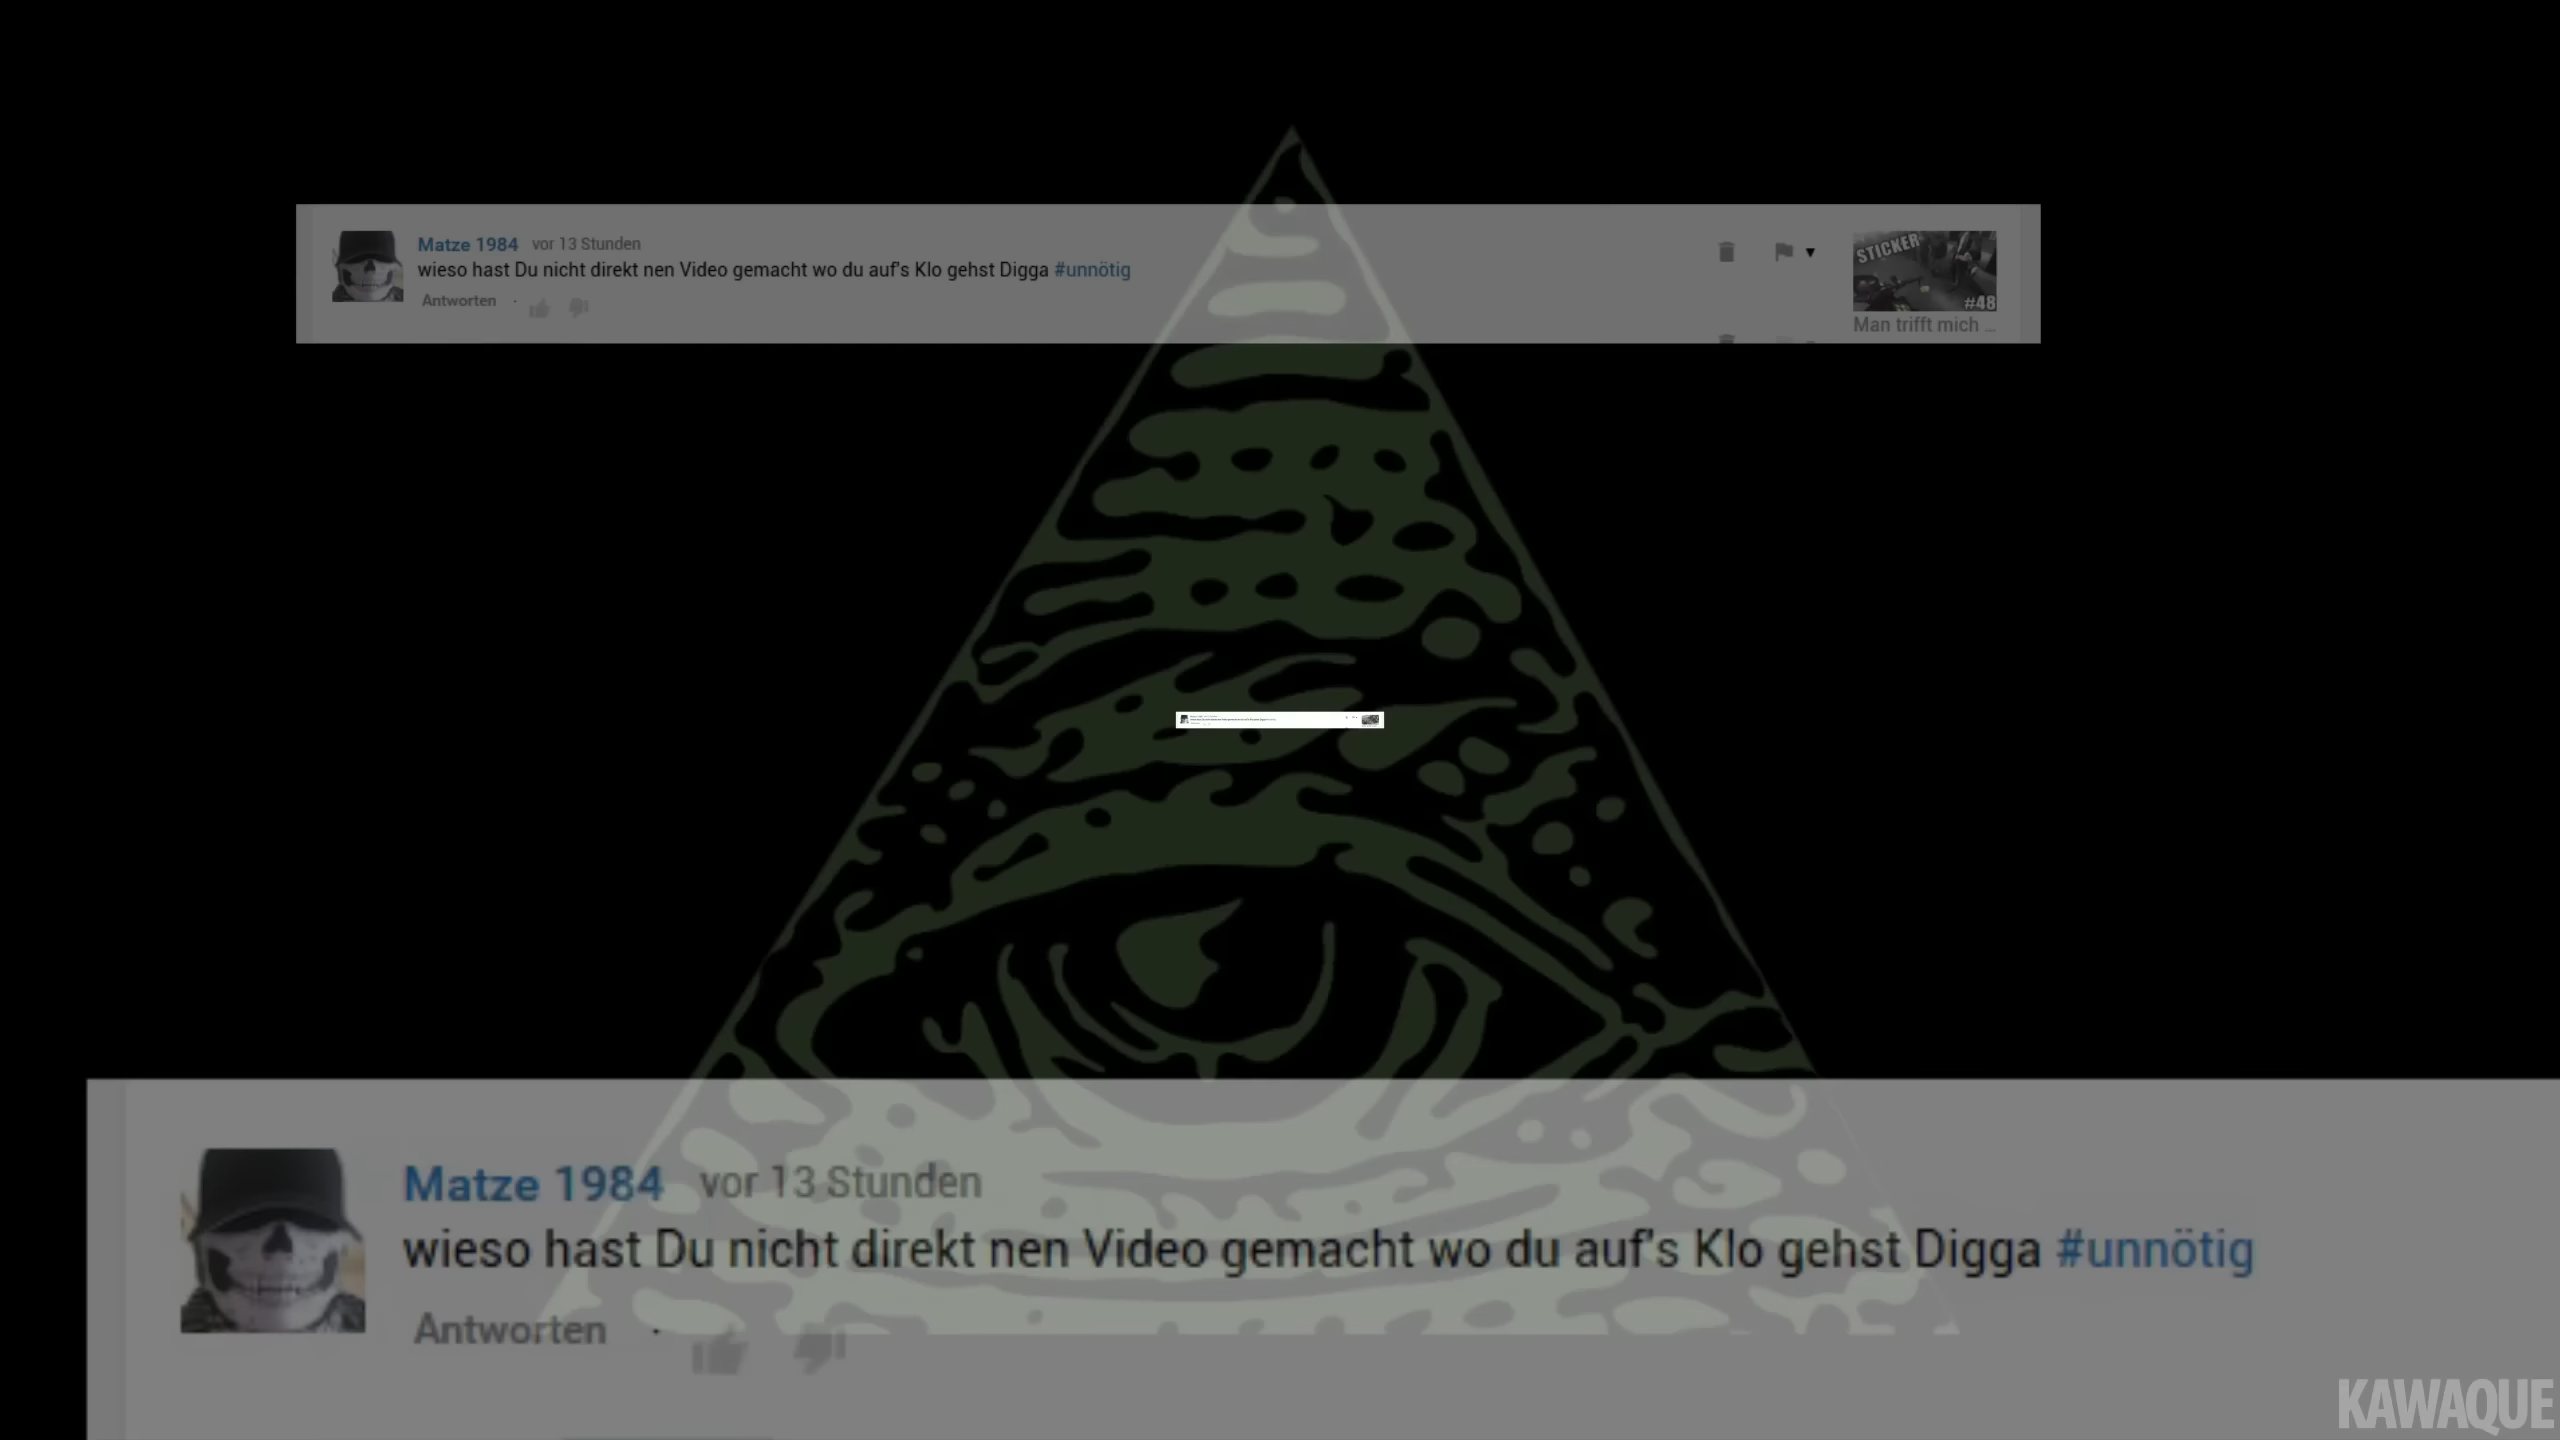 Matze 1984 vor 13 Stunden
wieso hast Du nicht direkt nen Video gemacht wo du auf's Klo gehst Digga #unnötig
Antworten
STICKER
#48
Man trifft mich ...
Matze 1984 vor 13 Stunden
wieso hast Du nicht direkt nen Video gemacht wo du auf's Klo gehst Digga #unnötig
Antworten
KAWAQUE